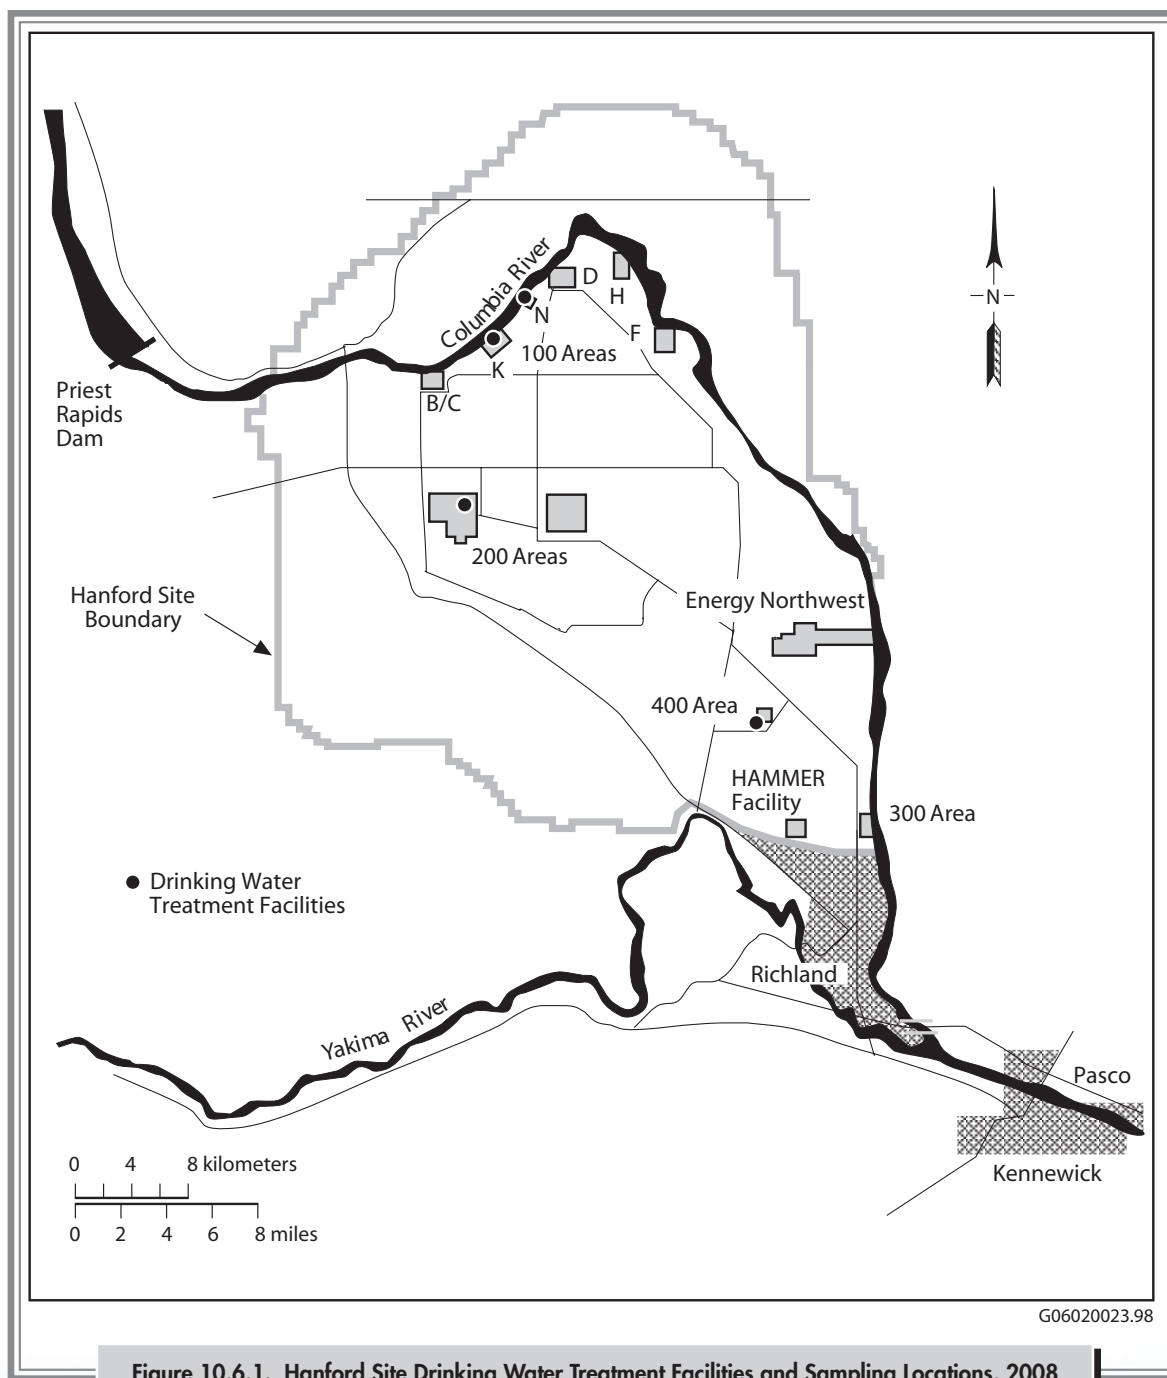 Columbia River
D
H
N
F
100 Areas
K
B/C
N
Priest
Rapids
Dam
200 Areas
Hanford Site
Boundary
Energy Northwest
400 Area
HAMMER
Facility
300 Area
Drinking Water
Treatment Facilities
Richland
Yakima River
Pasco
Kennewick
0 4 8 kilometers
0 2 4 6 8 miles
G06020023.98
Figure 10.6.1. Hanford Site Drinking Water Treatment Facilities and Sampling Locations, 2008